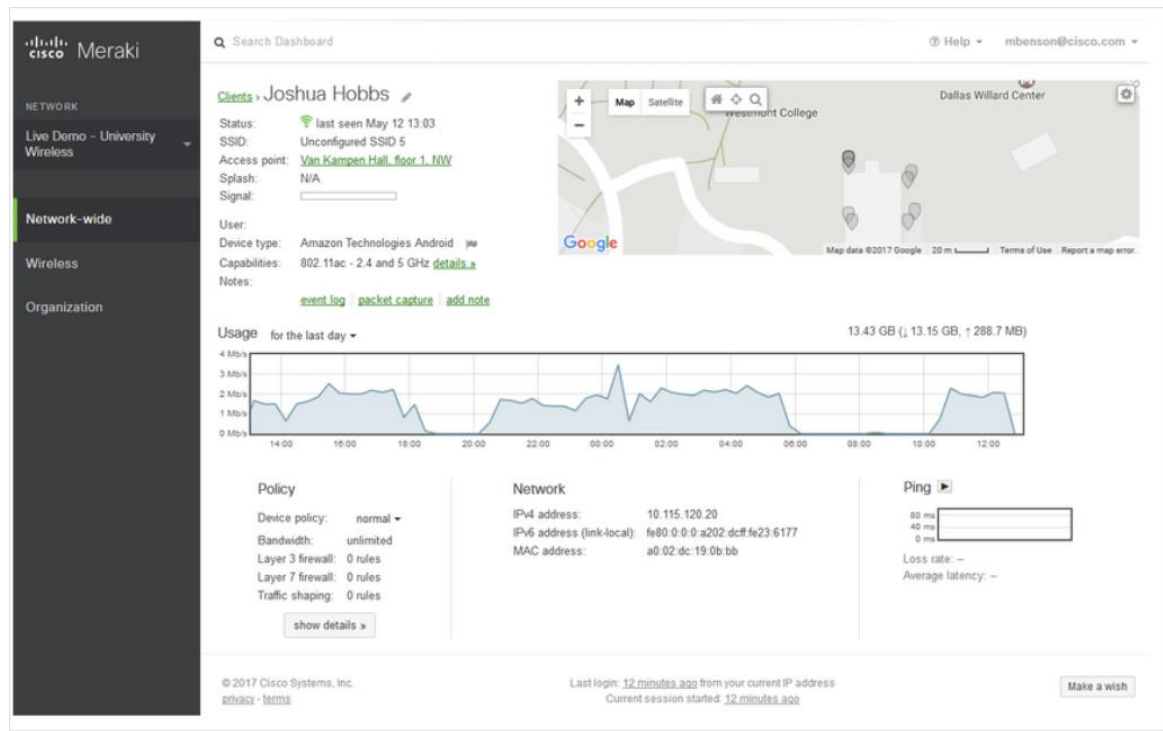 cisco Meraki
Search Dashboard
Help
mbenson@cisco.com
NETWORK
Live Demo - University
Wireless
Network-wide
Wireless
Organization
Clients › Joshua Hobbs
Status: last seen May 12 13:03
SSID: Unconfigured SSID 5
Access point: Van Kampen Hall, floor 1, NW
Splash: N/A
Signal:
User:
Device type: Amazon Technologies Android
Capabilities: 802.11ac - 2.4 and 5 GHz details »
Notes:
event log packet capture add note
+ Map Satellite
−
Westmont College
Dallas Willard Center
Google
Map data ©2017 Google 20 m Terms of Use Report a map error
Usage for the last day
13.43 GB (↓ 13.15 GB, ↑ 288.7 MB)
4 Mb/s
3 Mb/s
2 Mb/s
1 Mb/s
0 Mb/s
14:00 16:00 18:00 20:00 22:00 00:00 02:00 04:00 06:00 08:00 10:00 12:00
Policy
Device policy: normal
Bandwidth: unlimited
Layer 3 firewall: 0 rules
Layer 7 firewall: 0 rules
Traffic shaping: 0 rules
show details »
Network
IPv4 address: 10.115.120.20
IPv6 address (link-local): fe80:0:0:0:a202:dcff:fe23:6177
MAC address: a0:02:dc:19:0b:bb
Ping
80 ms
40 ms
0 ms
Loss rate: –
Average latency: –
© 2017 Cisco Systems, Inc.
privacy - terms
Last login: 12 minutes ago from your current IP address
Current session started: 12 minutes ago
Make a wish